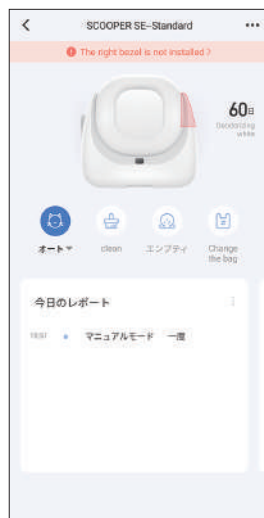 SCOOPER SE-Standard
The right bezel is not installed >
60日
Deodorizing
while
オート
clean
エンプティ
Change
the bag
今日のレポート
マニュアルモード 一度